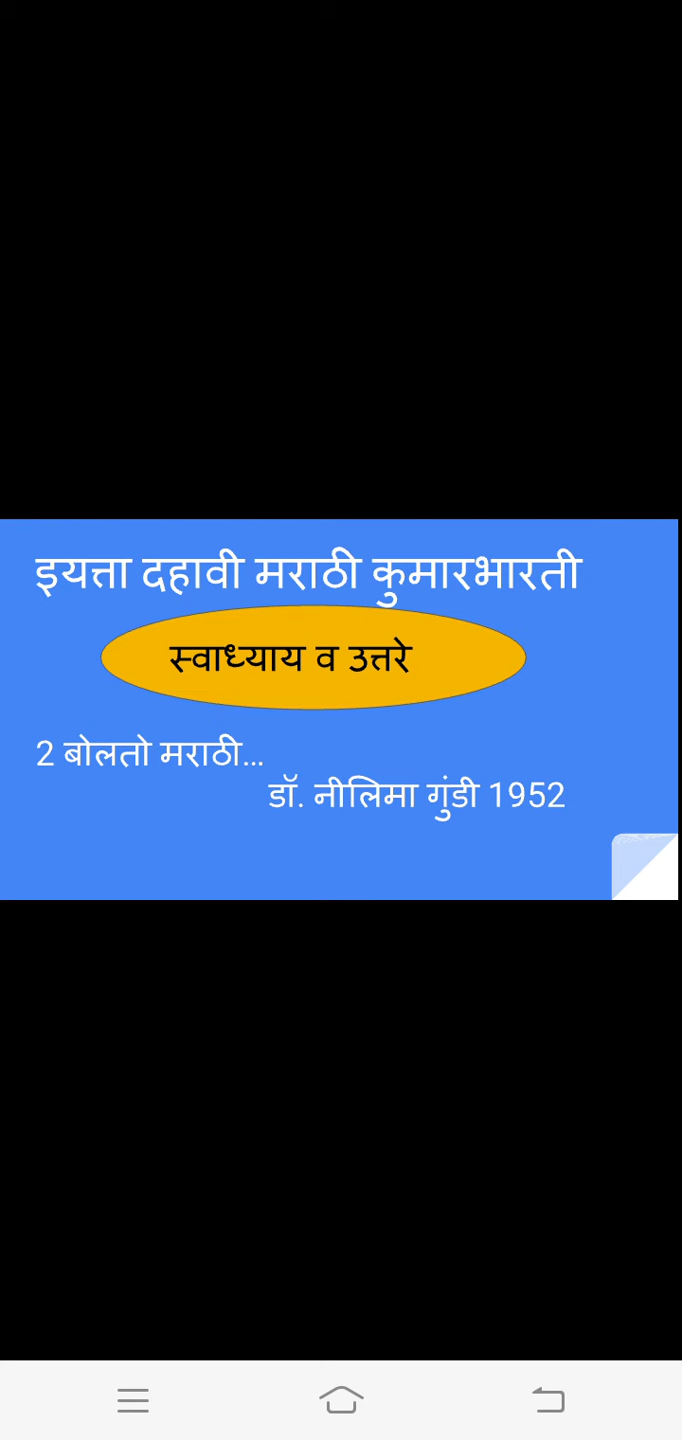 इयत्ता दहावी मराठी कुमारभारती
स्वाध्याय व उत्तरे
2 बोलतो मराठी...
डॉ. नीलिमा गुंडी 1952